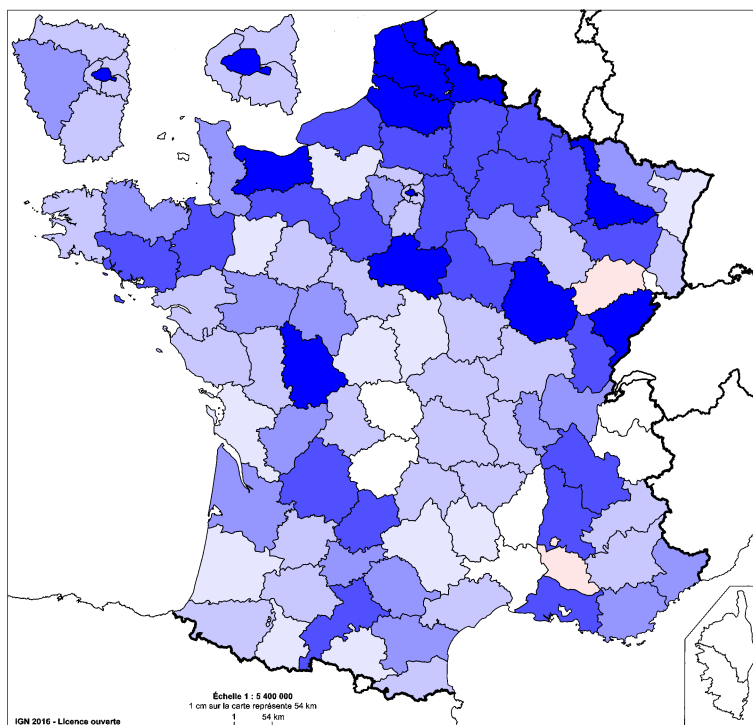 Échelle 1 : 5 400 000
1 cm sur la carte représente 54 km
1 54 km
IGN 2016 - Licence ouverte